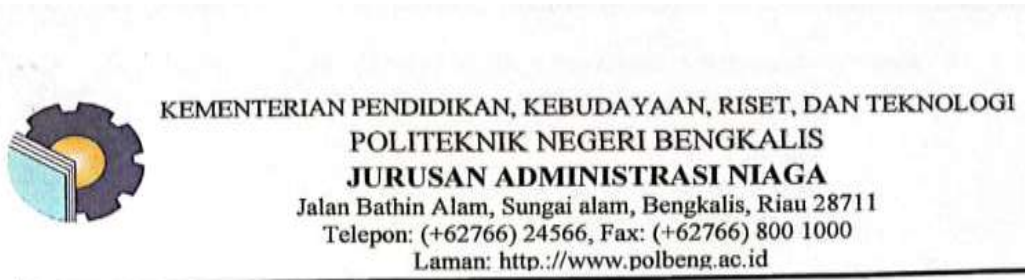 KEMENTERIAN PENDIDIKAN, KEBUDAYAAN, RISET, DAN TEKNOLOGI
POLITEKNIK NEGERI BENGKALIS
JURUSAN ADMINISTRASI NIAGA
Jalan Bathin Alam, Sungai alam, Bengkalis, Riau 28711
Telepon: (+62766) 24566, Fax: (+62766) 800 1000
Laman: http.://www.polbeng.ac.id